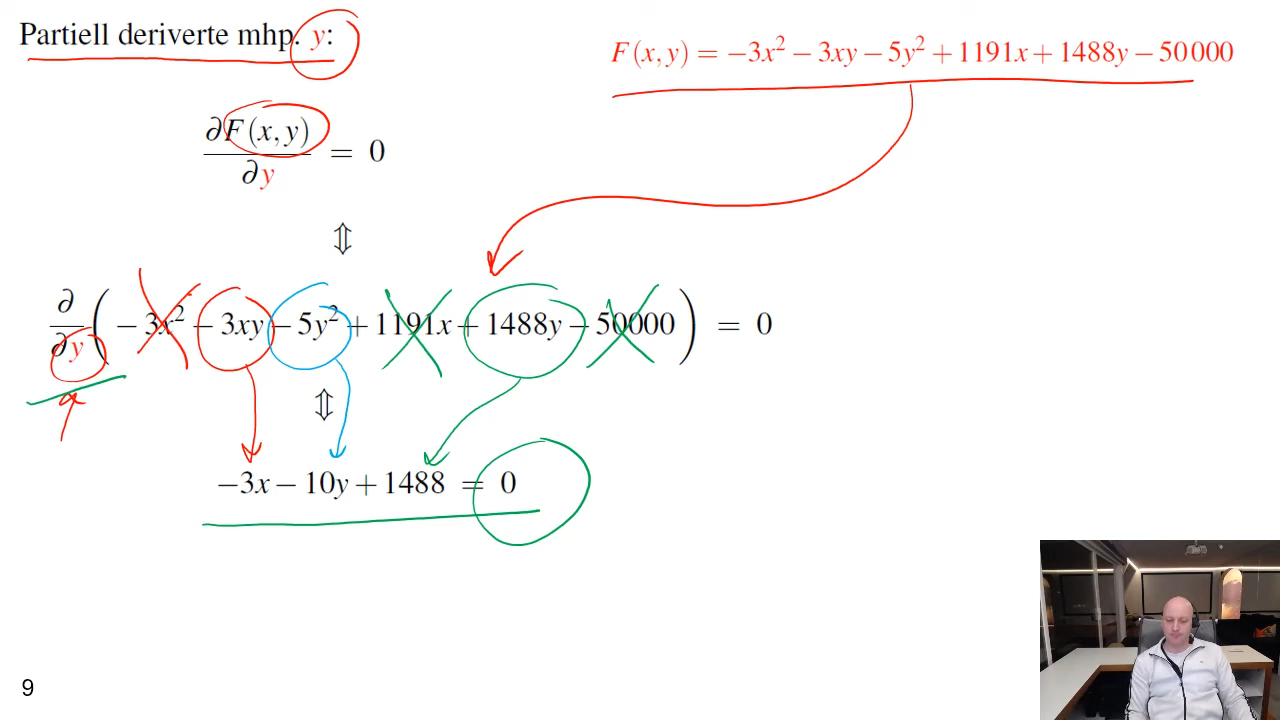 Partiell deriverte mhp. y:
F(x,y) = −3x² − 3xy − 5y² + 1191x + 1488y − 50000
∂F(x,y)/∂y = 0
⇕
∂/∂y ( − 3x² − 3xy − 5y² + 1191x + 1488y − 50000 ) = 0
⇕
−3x − 10y + 1488 = 0
9